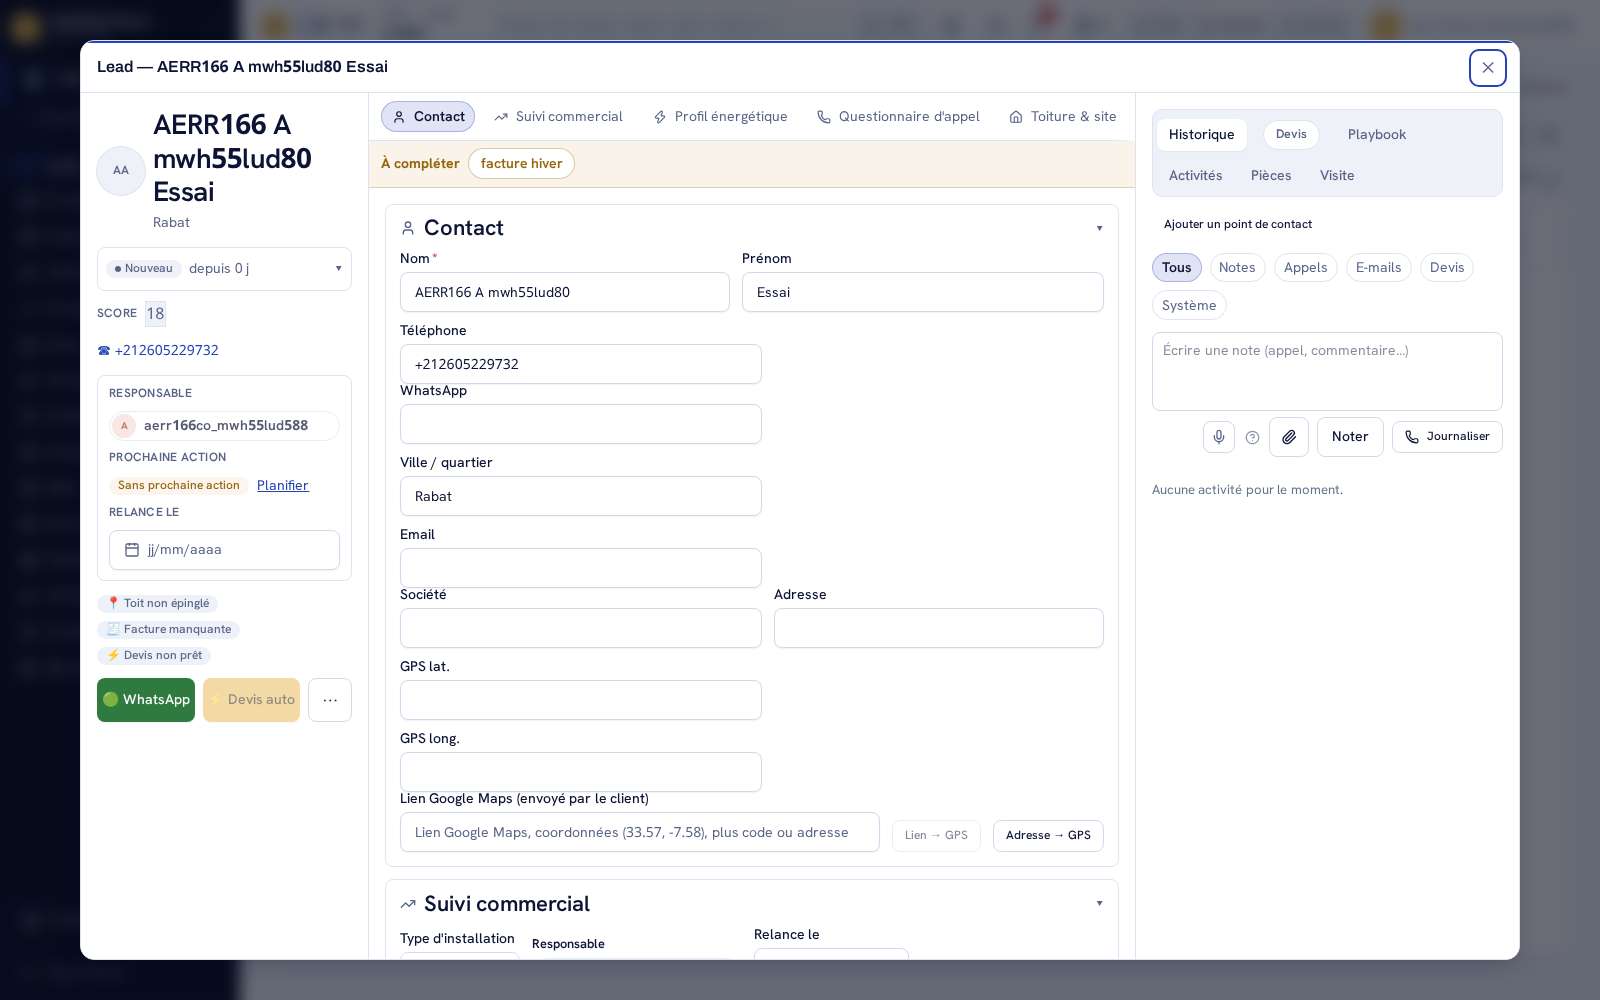 Lead — AERR166 A mwh55lud80 Essai
AA
AERR166 A
mwh55lud80
Essai
Rabat
Nouveau depuis 0 j
SCORE 18
+212605229732
RESPONSABLE
A aerr166co_mwh55lud588
PROCHAINE ACTION
Sans prochaine action Planifier
RELANCE LE
jj/mm/aaaa
Toit non épinglé
Facture manquante
Devis non prêt
WhatsApp Devis auto ...
Contact Suivi commercial Profil énergétique Questionnaire d'appel Toiture & site
À compléter facture hiver
Contact
Nom * Prénom
AERR166 A mwh55lud80 Essai
Téléphone
+212605229732
WhatsApp
Ville / quartier
Rabat
Email
Société Adresse
GPS lat.
GPS long.
Lien Google Maps (envoyé par le client)
Lien Google Maps, coordonnées (33.57, -7.58), plus code ou adresse Lien → GPS Adresse → GPS
Suivi commercial
Type d'installation Responsable Relance le
Historique Devis Playbook
Activités Pièces Visite
Ajouter un point de contact
Tous Notes Appels E-mails Devis
Système
Écrire une note (appel, commentaire...)
Noter Journaliser
Aucune activité pour le moment.